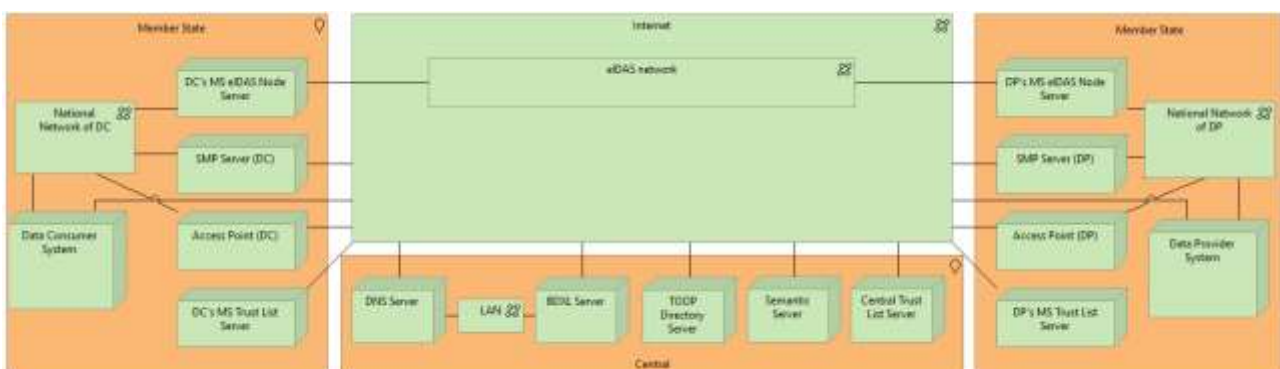 Member State
DC's MS eIDAS Node
Server
National
Network of DC
SMP Server (DC)
Data Consumer
System
Access Point (DC)
DC's MS Trust List
Server
Internet
eIDAS network
DNS Server
LAN
BDXL Server
TOOP
Directory
Server
Semantic
Server
Central Trust
List Server
Central
Member State
DP's MS eIDAS Node
Server
National Network
of DP
SMP Server (DP)
Access Point (DP)
Data Provider
System
DP's MS Trust List
Server